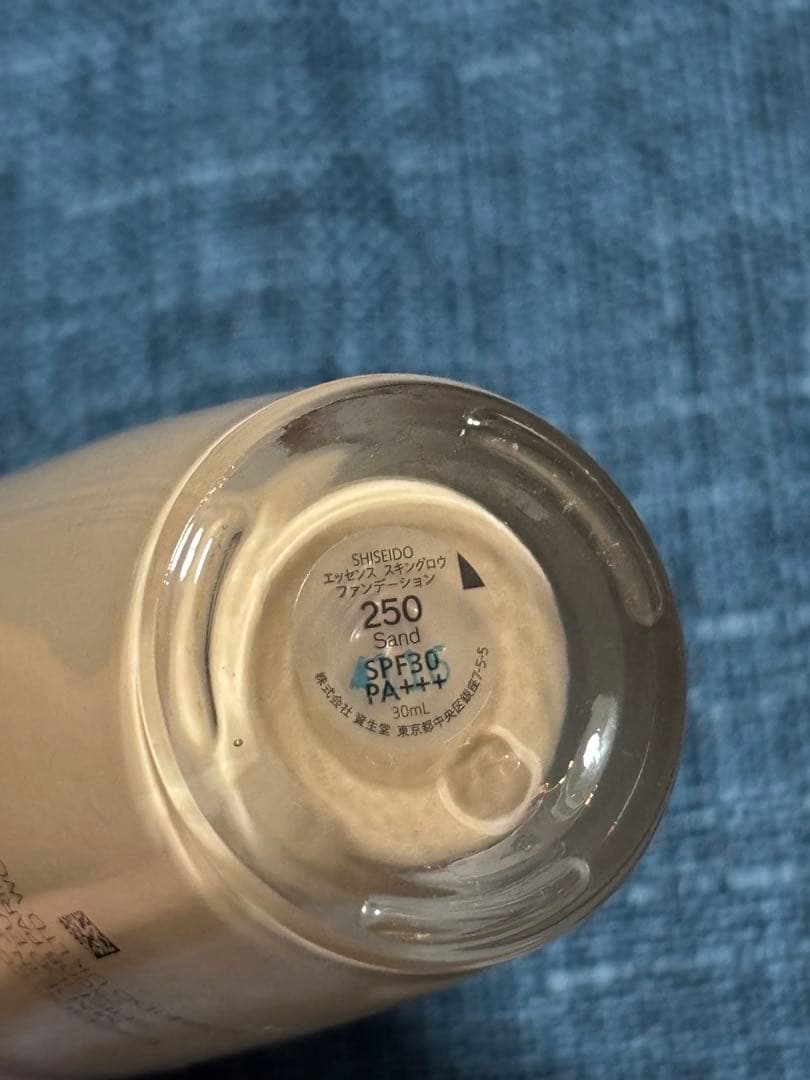 SHISEIDO
エッセンス スキングロウ
ファンデーション
250
Sand
SPF30
PA+++
30mL
株式会社 資生堂 東京都中央区銀座7-5-5